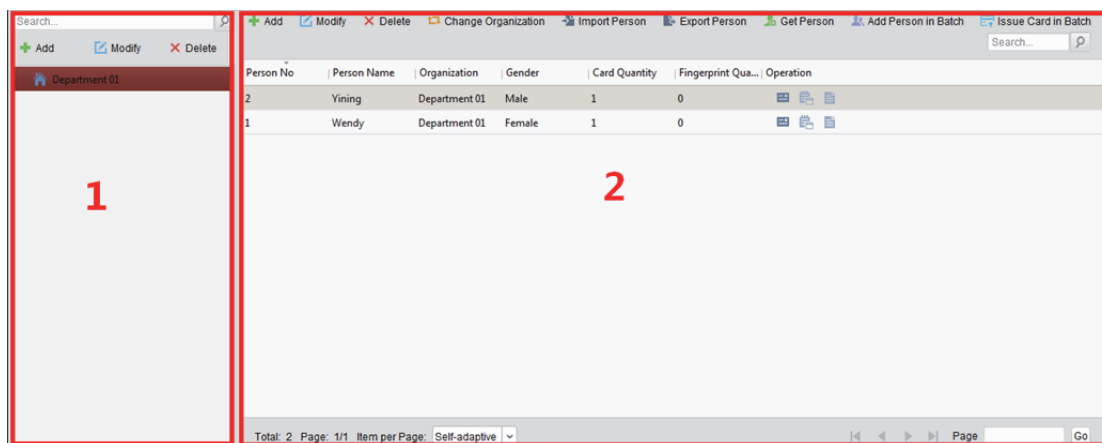 Search...
Add Modify Delete
Department 01
1
Add Modify Delete Change Organization Import Person Export Person Get Person Add Person in Batch Issue Card in Batch
Search...
Person No Person Name Organization Gender Card Quantity Fingerprint Qua... Operation
2 Yining Department 01 Male 1 0
1 Wendy Department 01 Female 1 0
2
Total: 2 Page: 1/1 Item per Page: Self-adaptive Page Go